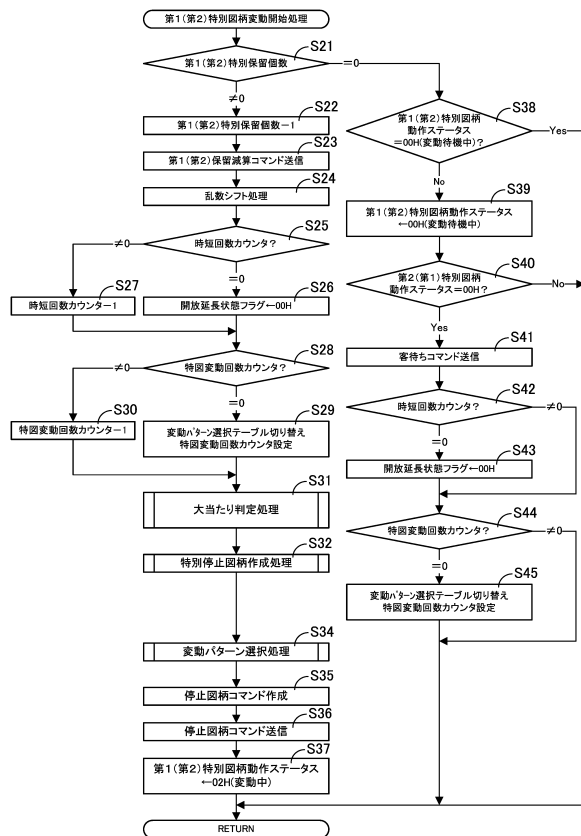 第1(第2)特別図柄変動開始処理
S21
第1(第2)特別保留個数
=0
≠0
S22
第1(第2)特別保留個数-1
S23
第1(第2)保留減算コマンド送信
S24
乱数シフト処理
S25
時短回数カウンタ?
≠0
=0
S27
時短回数カウンター1
S26
開放延長状態フラグ←00H
S28
特図変動回数カウンタ?
≠0
=0
S30
特図変動回数カウンター1
S29
変動パターン選択テーブル切り替え
特図変動回数カウンタ設定
S31
大当たり判定処理
S32
特別停止図柄作成処理
S34
変動パターン選択処理
S35
停止図柄コマンド作成
S36
停止図柄コマンド送信
S37
第1(第2)特別図柄動作ステータス
←02H(変動中)
RETURN
S38
第1(第2)特別図柄
動作ステータス
=00H(変動待機中)?
Yes
No
S39
第1(第2)特別図柄動作ステータス
←00H(変動待機中)
S40
第2(第1)特別図柄
動作ステータス=00H?
No
Yes
S41
客待ちコマンド送信
S42
時短回数カウンタ?
≠0
=0
S43
開放延長状態フラグ←00H
S44
特図変動回数カウンタ?
≠0
=0
S45
変動パターン選択テーブル切り替え
特図変動回数カウンタ設定